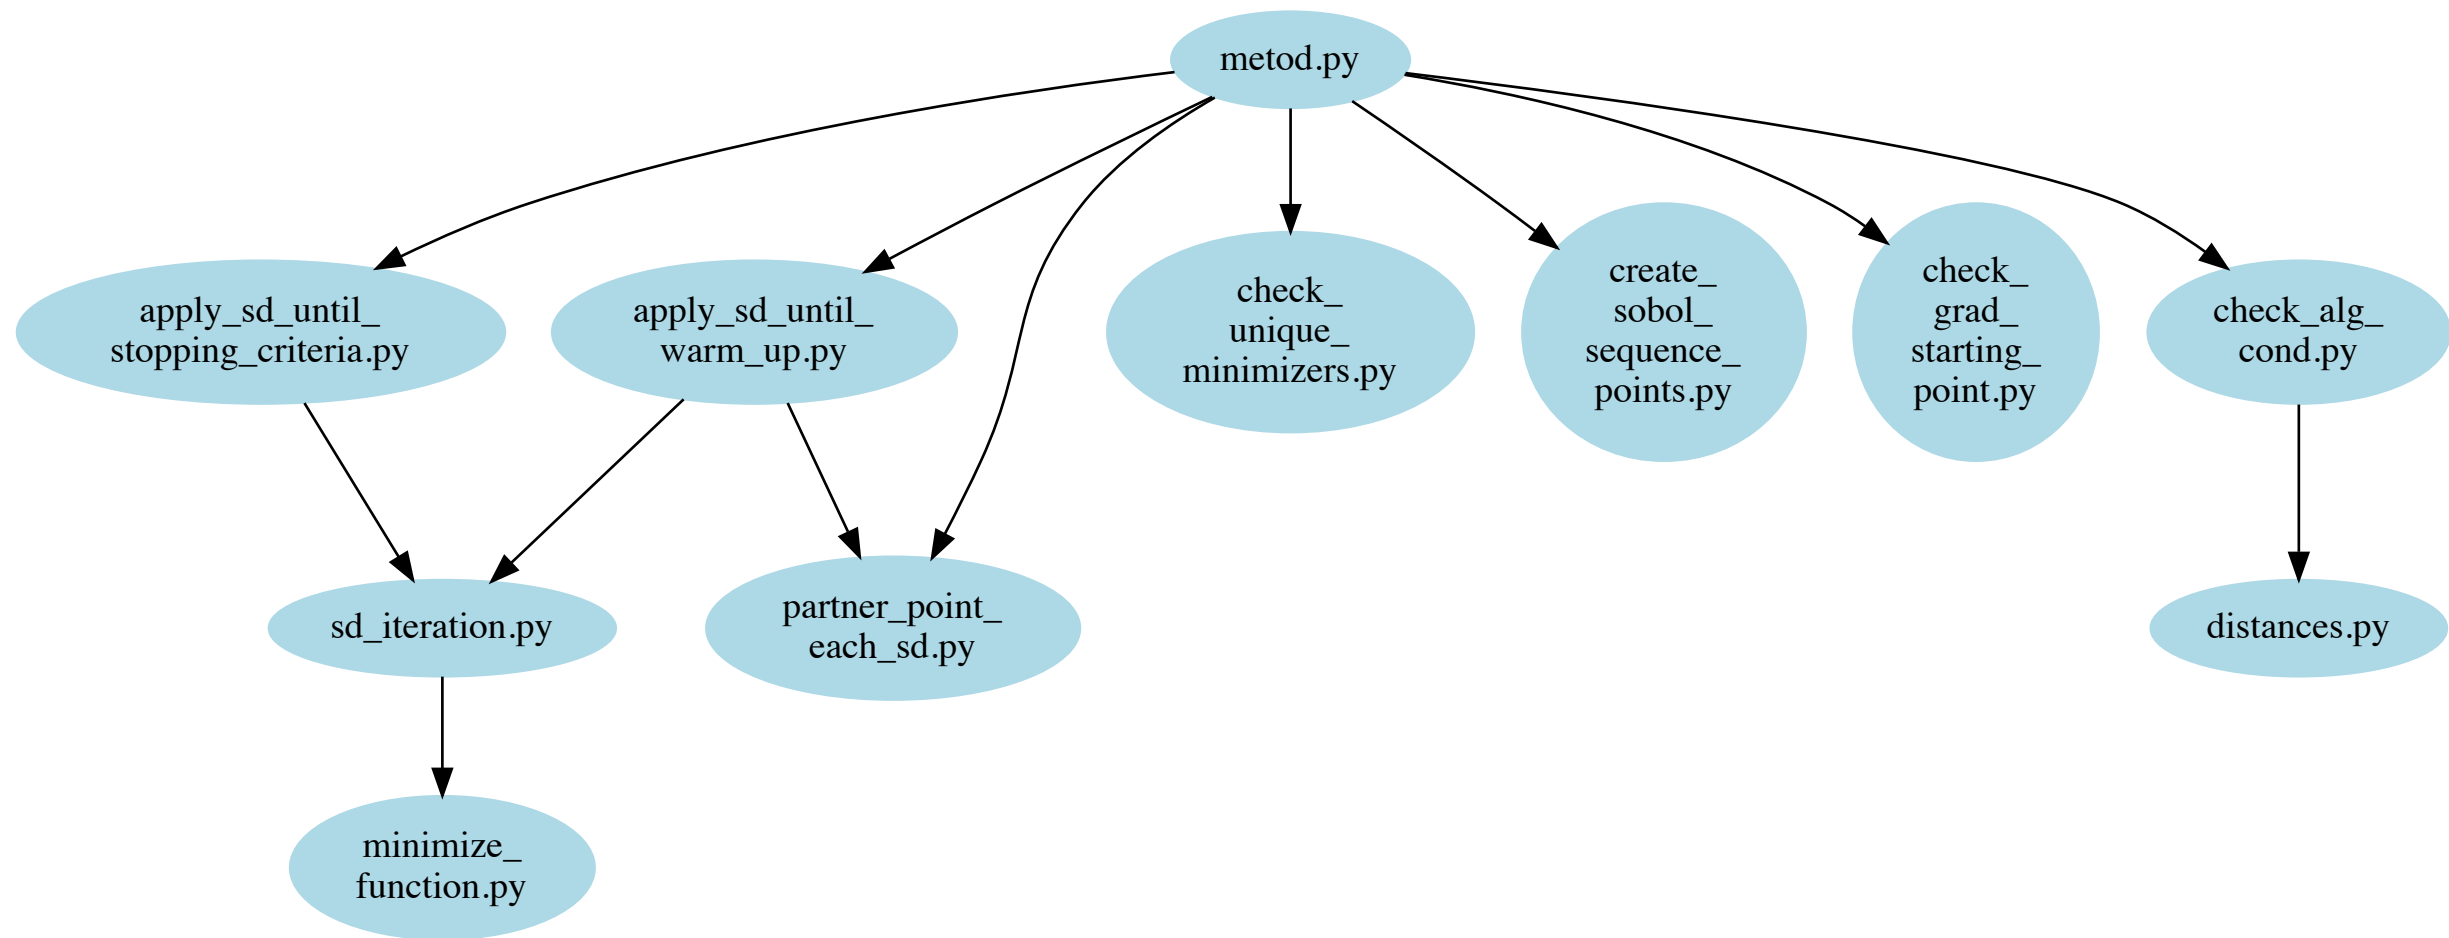 metod.py
apply_sd_until_
stopping_criteria.py
apply_sd_until_
warm_up.py
check_
unique_
minimizers.py
create_
sobol_
sequence_
points.py
check_
grad_
starting_
point.py
check_alg_
cond.py
sd_iteration.py
partner_point_
each_sd.py
distances.py
minimize_
function.py